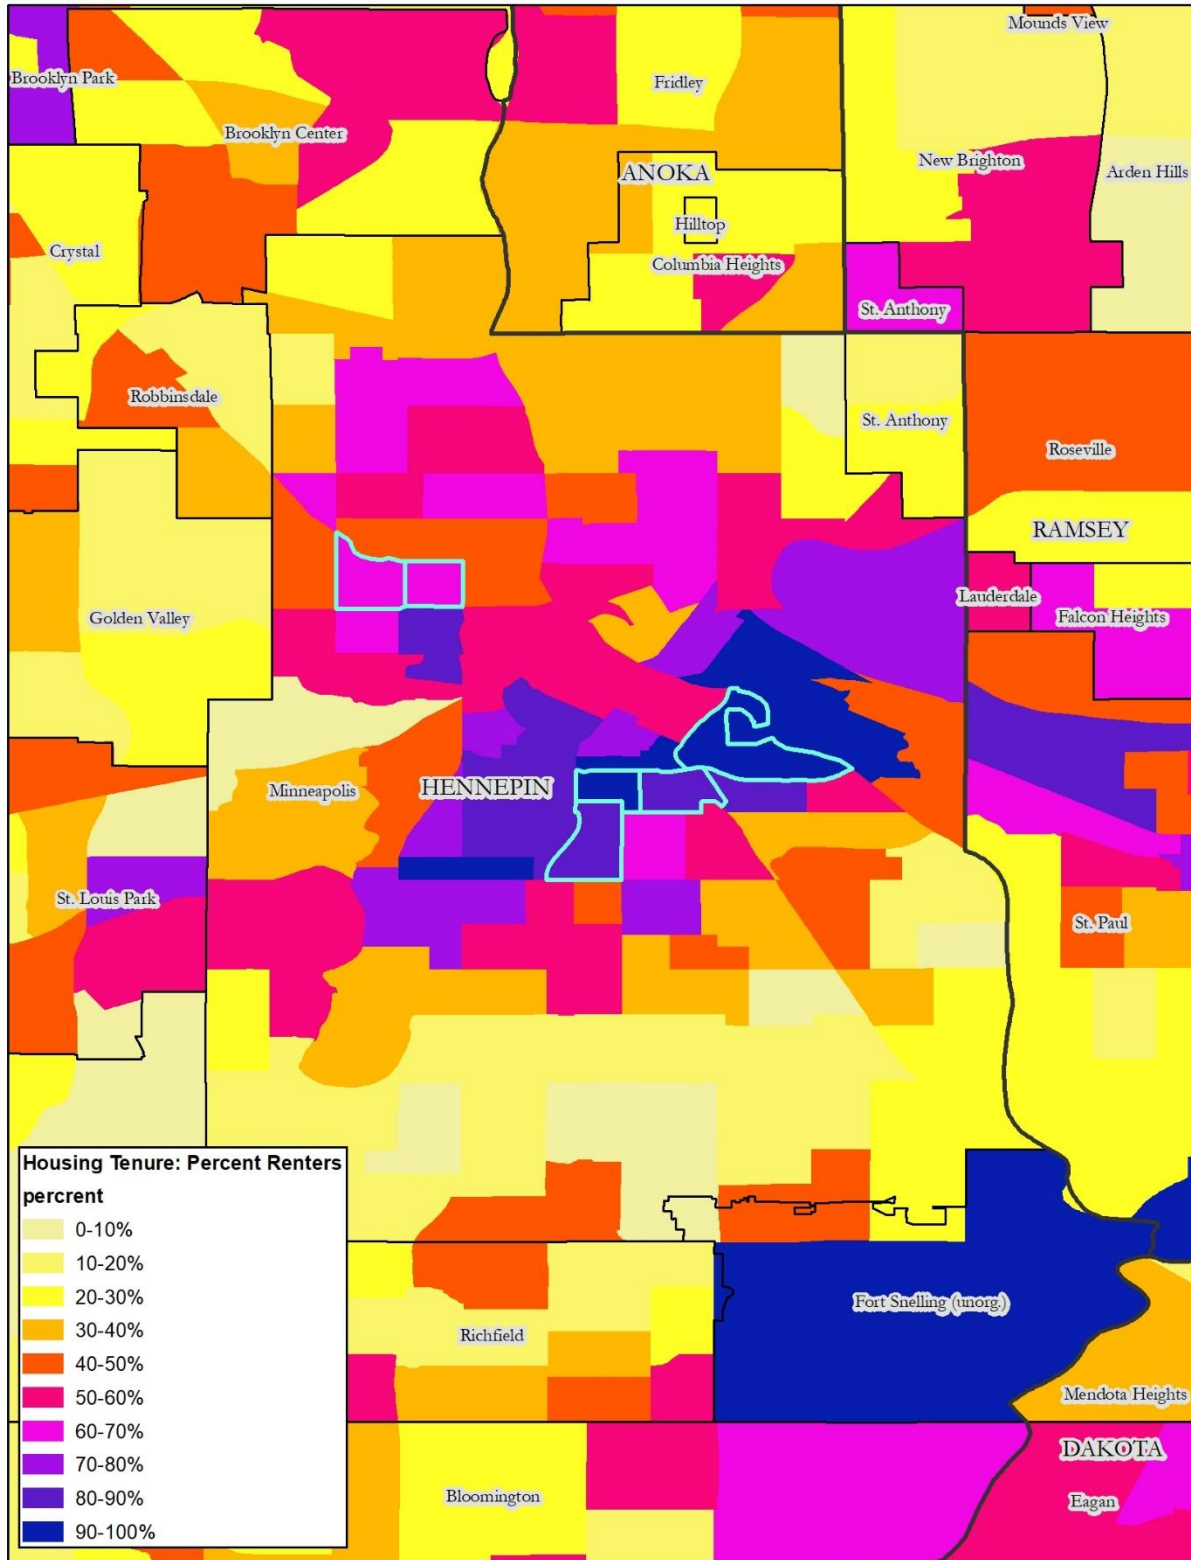 Mounds View
Brooklyn Park
Fridley
Brooklyn Center
New Brighton
ANOKA
Arden Hills
Hilltop
Crystal
Columbia Heights
St. Anthony
Robbinsdale
St. Anthony
Roseville
RAMSEY
Lauderdale
Golden Valley
Falcon Heights
Minneapolis
HENNEPIN
St. Louis Park
St. Paul
Housing Tenure: Percent Renters
percrent
0-10%
10-20%
20-30%
30-40%
40-50%
50-60%
60-70%
70-80%
80-90%
90-100%
Fort Snelling (unorg.)
Richfield
Mendota Heights
DAKOTA
Bloomington
Eagan